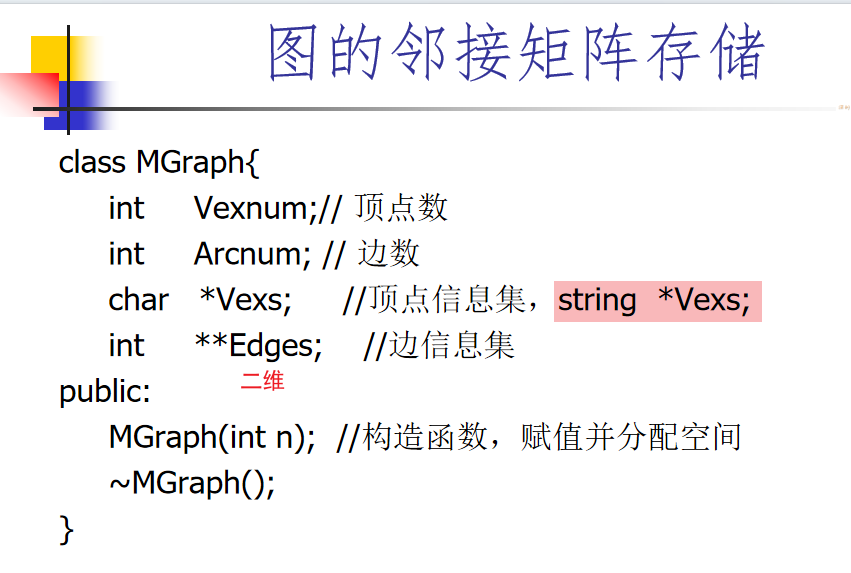 图的邻接矩阵存储
class MGraph{
int Vexnum;// 顶点数
int Arcnum; // 边数
char *Vexs; //顶点信息集，string *Vexs;
int **Edges; //边信息集
二维
public:
MGraph(int n); //构造函数，赋值并分配空间
~MGraph();
}